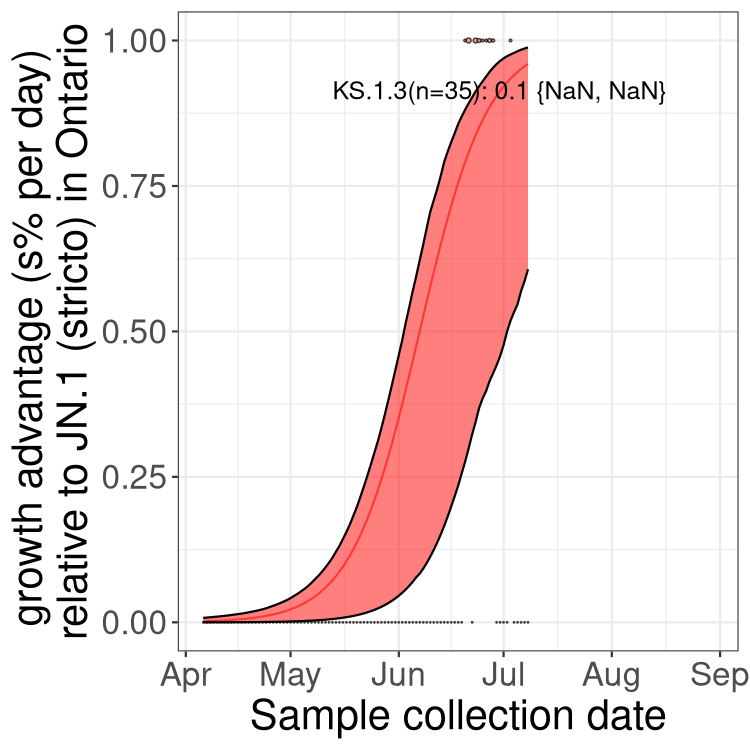 growth advantage (s% per day)
relative to JN.1 (stricto) in Ontario
1.00
0.75
0.50
0.25
0.00
KS.1.3(n=35): 0.1 {NaN, NaN}
Apr May Jun Jul Aug Sep
Sample collection date